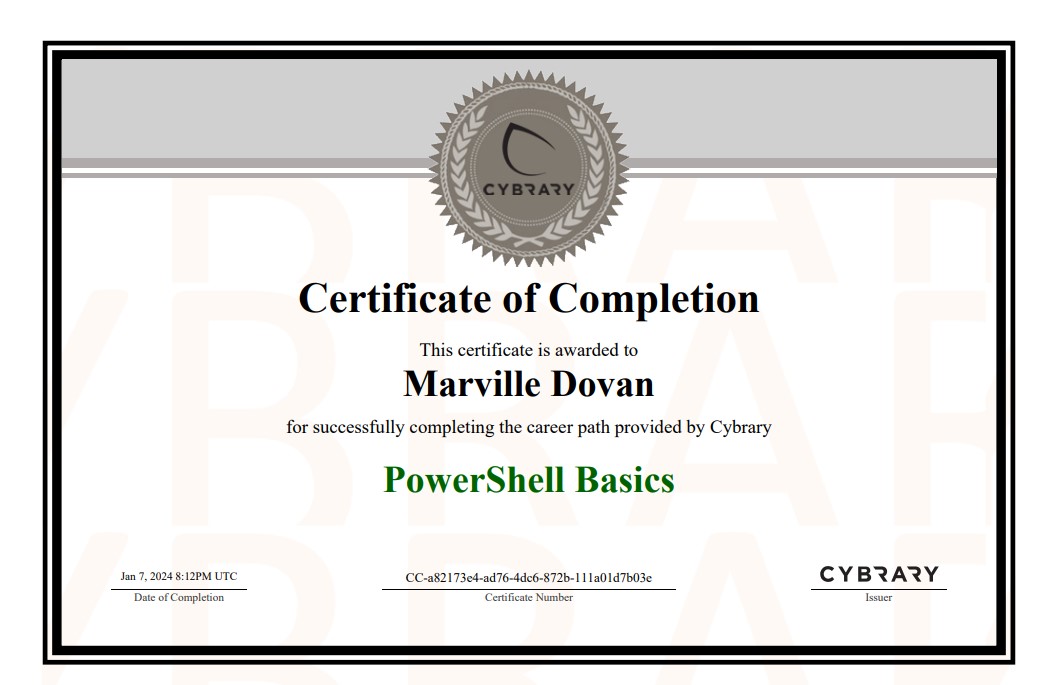 CYBRARY
Certificate of Completion
This certificate is awarded to
Marville Dovan
for successfully completing the career path provided by Cybrary
PowerShell Basics
Jan 7, 2024 8:12PM UTC
Date of Completion
CC-a82173e4-ad76-4dc6-872b-111a01d7b03e
Certificate Number
CYBRARY
Issuer